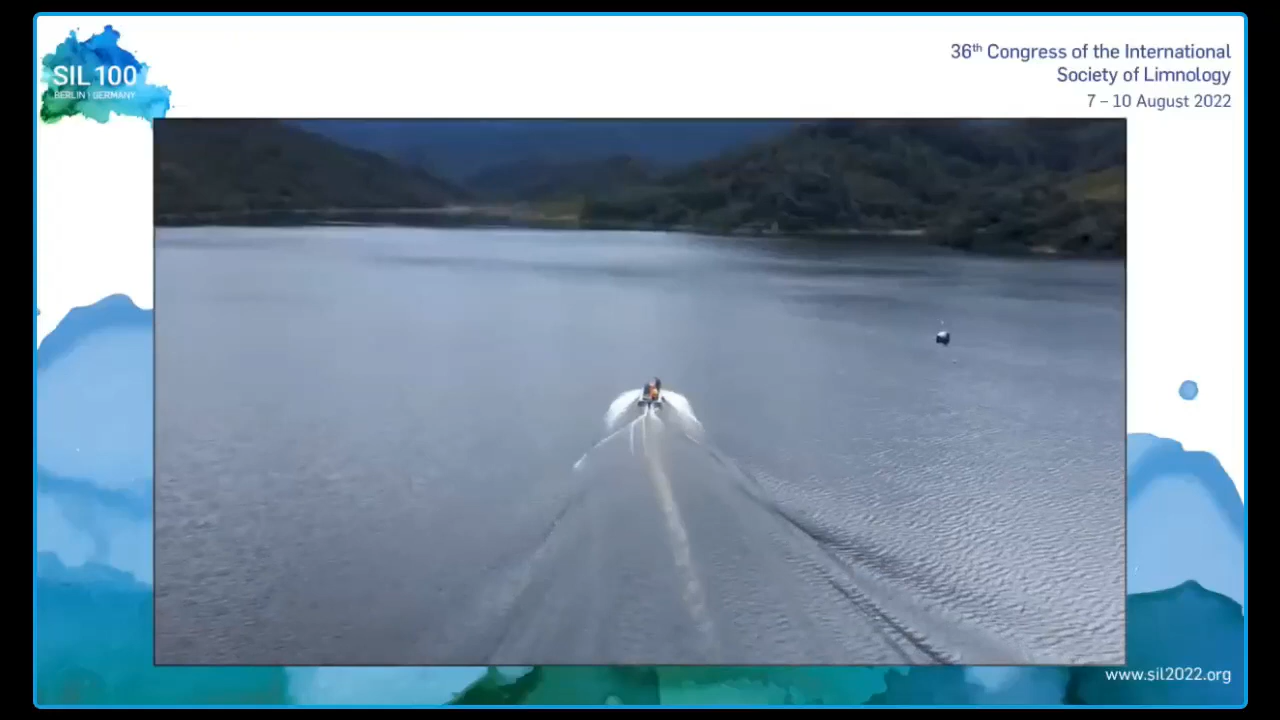 SIL 100
BERLIN | GERMANY
36th Congress of the International
Society of Limnology
7 – 10 August 2022
www.sil2022.org